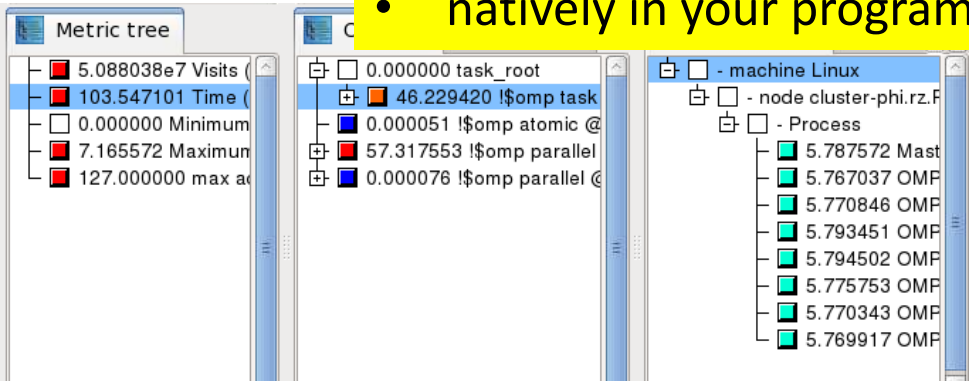 • natively in your program
Metric tree
C
5.088038e7 Visits (
103.547101 Time (
0.000000 Minimum
7.165572 Maximum
127.000000 max a
0.000000 task_root
46.229420 !$omp task
0.000051 !$omp atomic @
57.317553 !$omp parallel
0.000076 !$omp parallel @
- machine Linux
- node cluster-phi.rz.
- Process
5.787572 Mast
5.767037 OMP
5.770846 OMP
5.793451 OMP
5.794502 OMP
5.775753 OMP
5.770343 OMP
5.769917 OMP